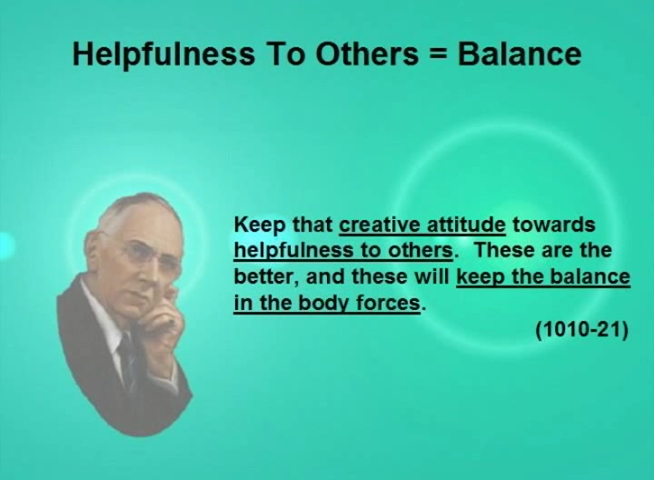 Helpfulness To Others = Balance
Keep that creative attitude towards
helpfulness to others.  These are the
better, and these will keep the balance
in the body forces.
(1010-21)